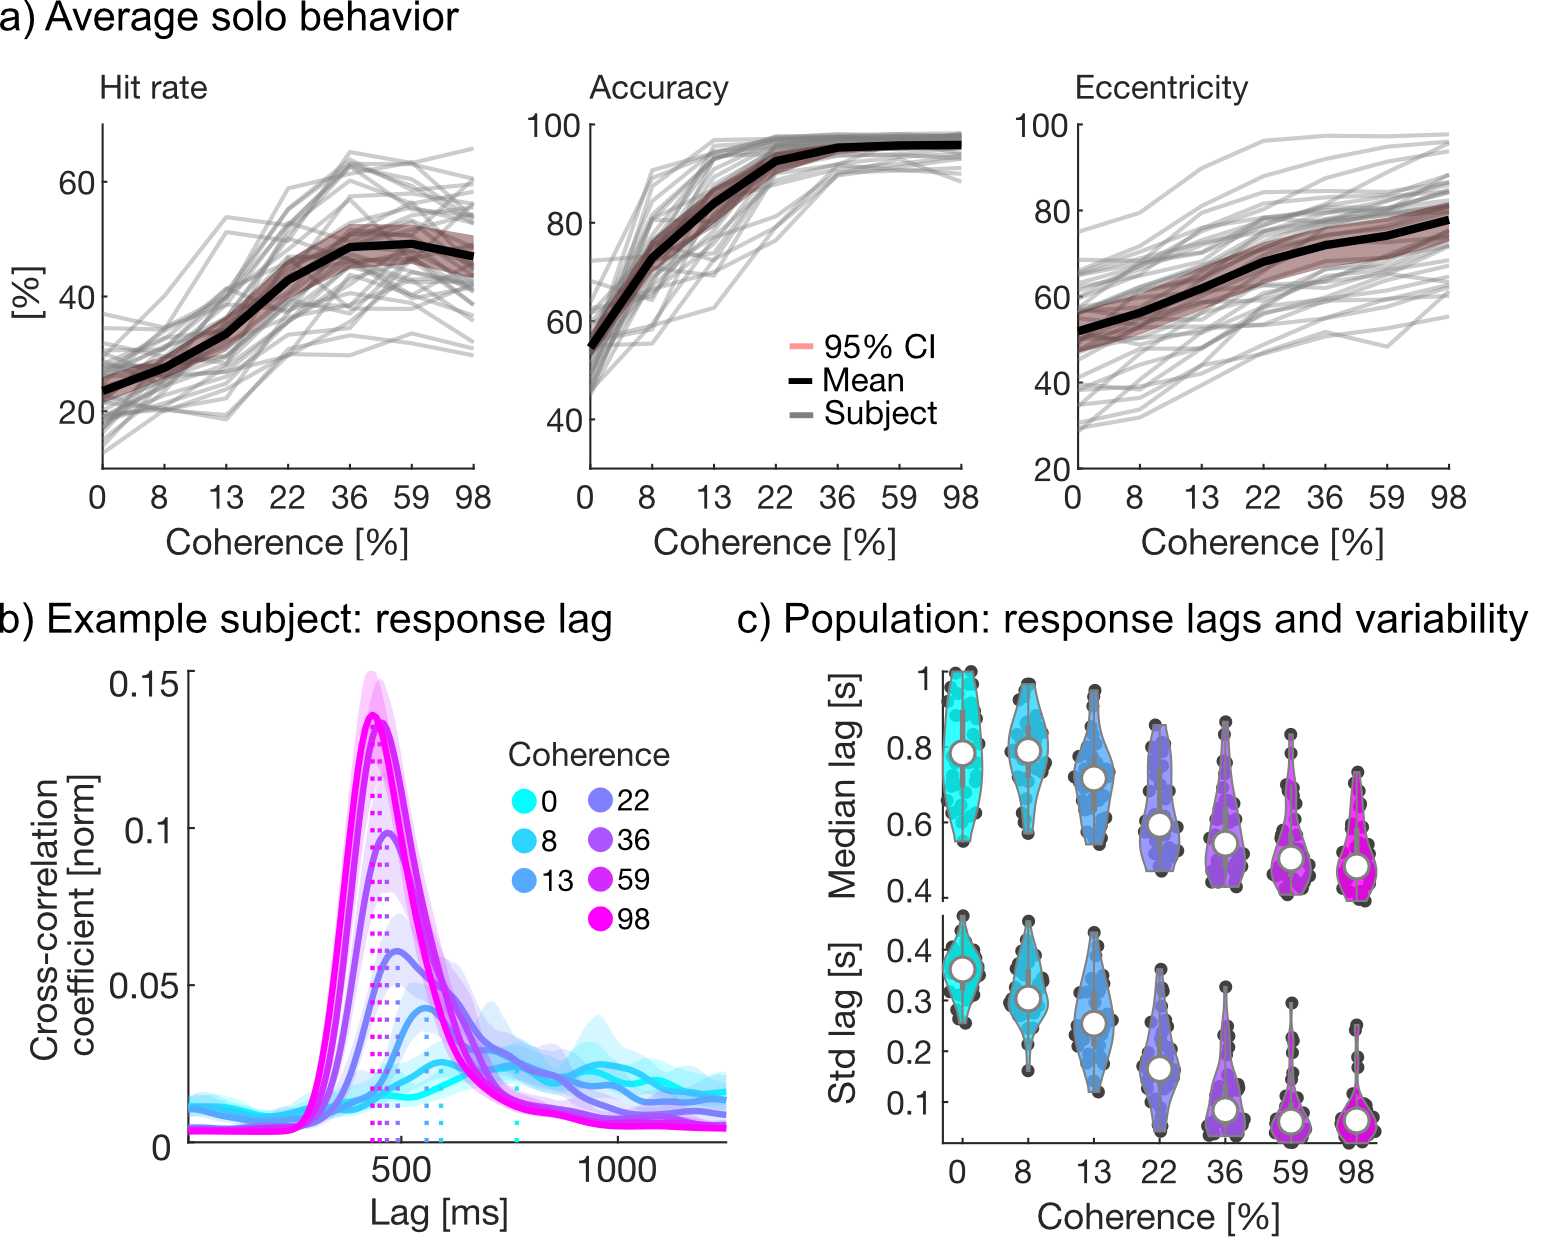 a) Average solo behavior
Hit rate
Accuracy
Eccentricity
[%]
60
40
20
0 8 13 22 36 59 98
Coherence [%]
100
80
60
40
95% CI
Mean
Subject
0 8 13 22 36 59 98
Coherence [%]
100
80
60
40
20
0 8 13 22 36 59 98
Coherence [%]
b) Example subject: response lag
Cross-correlation
coefficient [norm]
0.15
0.1
0.05
0
500 1000
Lag [ms]
Coherence
0 22
8 36
13 59
98
c) Population: response lags and variability
Median lag [s]
1
0.8
0.6
0.4
Std lag [s]
0.4
0.3
0.2
0.1
0 8 13 22 36 59 98
Coherence [%]